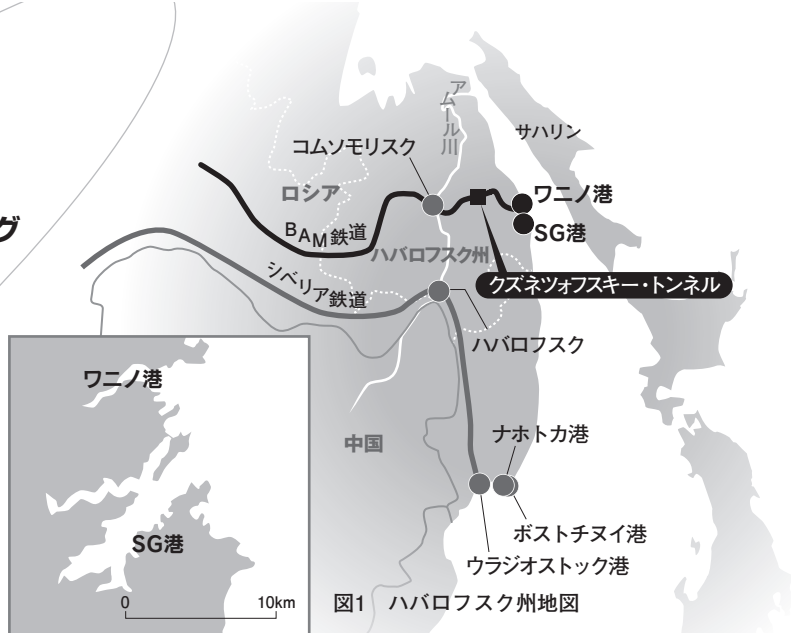 アムール川
サハリン
コムソモリスク
ロシア
ワニノ港
グ
SG港
BAM鉄道
ハバロフスク州
シベリア鉄道
クズネツォフスキー・トンネル
ハバロフスク
ワニノ港
ナホトカ港
中国
SG港
ボストチヌイ港
ウラジオストック港
0
10km
図1 ハバロフスク州地図